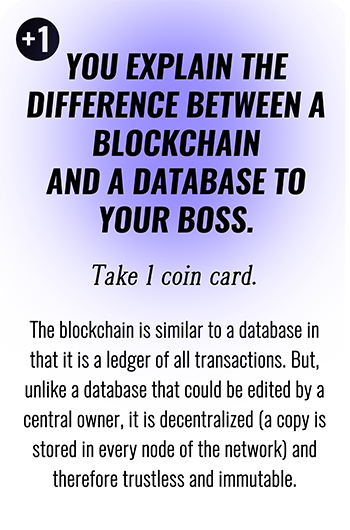 +1
YOU EXPLAIN THE
DIFFERENCE BETWEEN A
BLOCKCHAIN
AND A DATABASE TO
YOUR BOSS.
Take 1 coin card.
The blockchain is similar to a database in
that it is a ledger of all transactions. But,
unlike a database that could be edited by a
central owner, it is decentralized (a copy is
stored in every node of the network) and
therefore trustless and immutable.